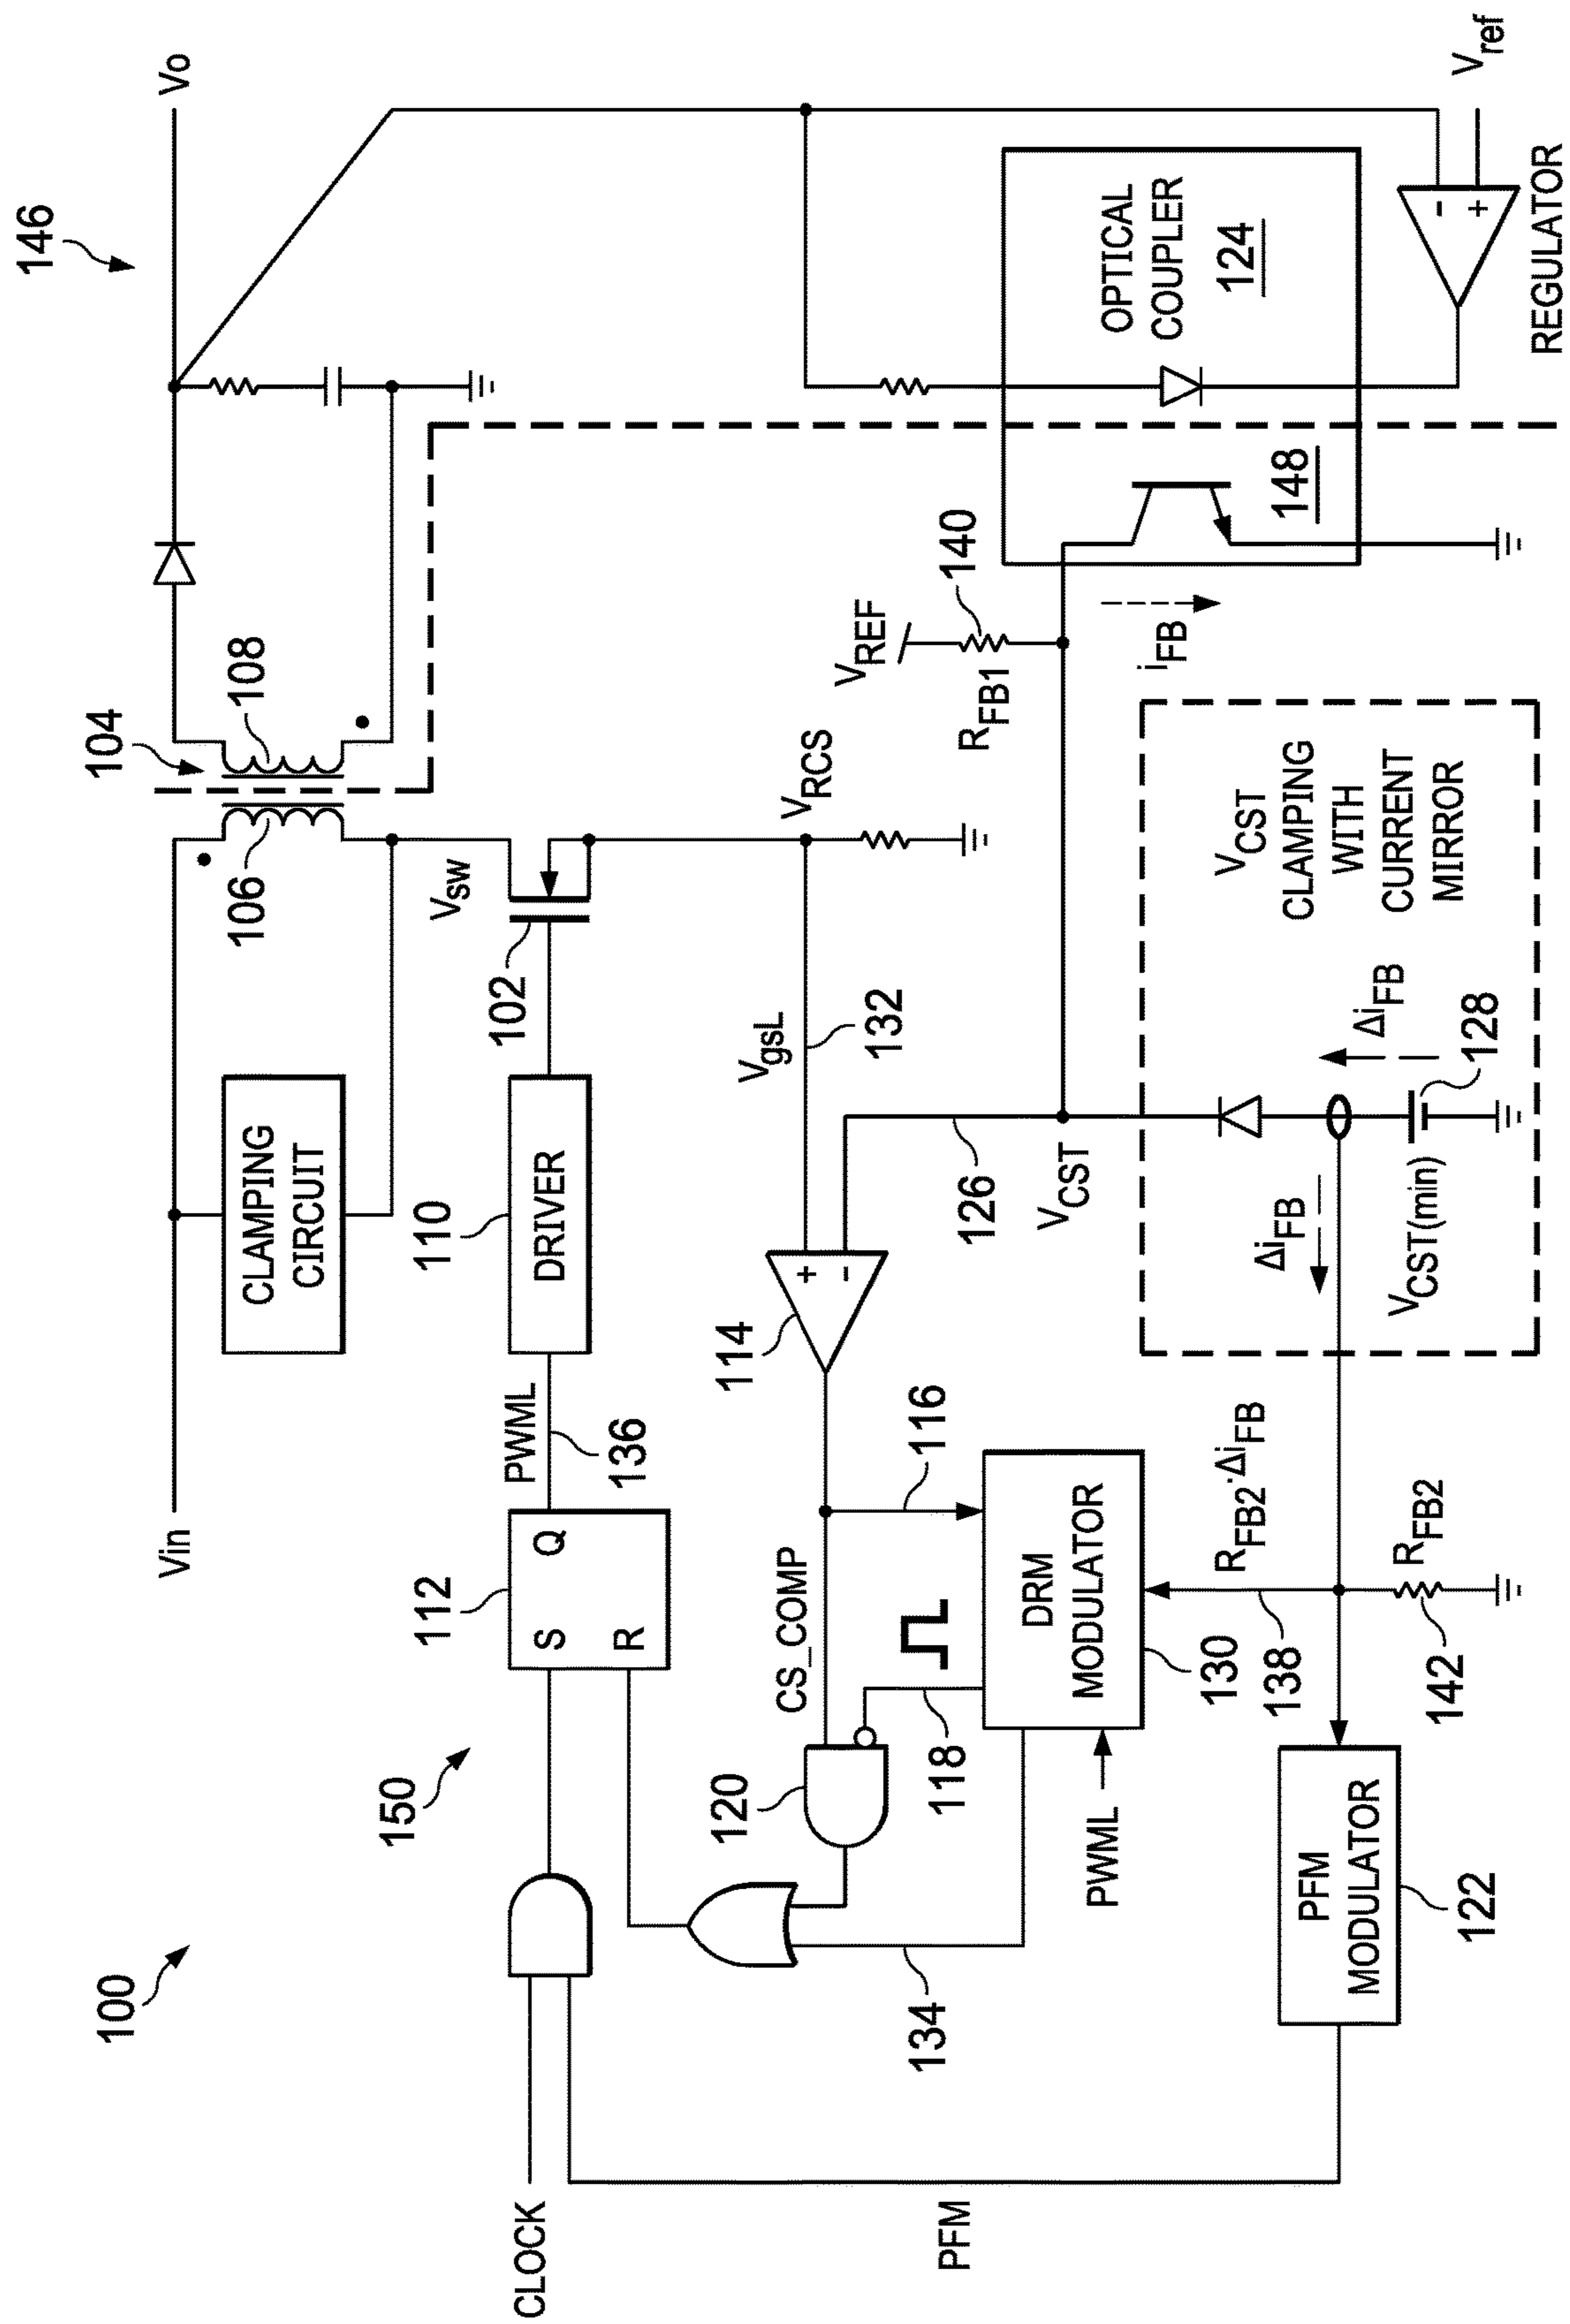 100
146
104
Vin
Vo
CLAMPING
CIRCUIT
106
108
150
112
S
Q
R
PWML
136
110
DRIVER
102
Vsw
CLOCK
PFM
120
CS_COMP
114
+
-
VgsL
132
VRCS
VREF
140
RFB1
134
118
116
126
VCST
PWML
DRM
MODULATOR
130
138
RFB2·ΔiFB
iFB
OPTICAL
COUPLER
124
148
VCST
CLAMPING
WITH
CURRENT
MIRROR
ΔiFB
ΔiFB
VCST(min)
128
PFM
MODULATOR
122
142
RFB2
-
+
Vref
REGULATOR